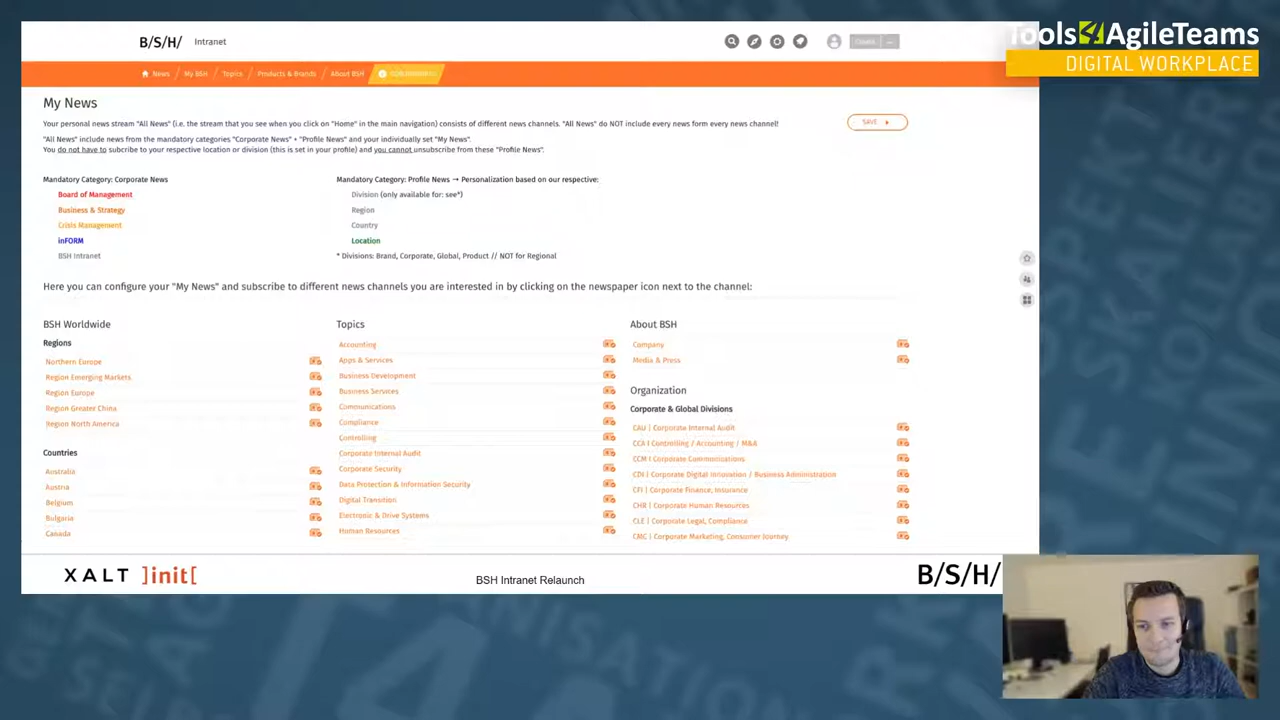 B/S/H/ Intranet
Tools4AgileTeams
DIGITAL WORKPLACE
News / My BSH / Topics / Products & Brands / About BSH
My News
Your personal news stream "All News" (i.e. the stream that you see when you click on "Home" in the main navigation) consists of different news channels. "All News" do NOT include every news form every news channel!
SAVE
"All News" include news from the mandatory categories "Corporate News" + "Profile News" and your individually set "My News".
You do not have to subcribe to your respective location or division (this is set in your profile) and you cannot unsubscribe from these "Profile News".
Mandatory Category: Corporate News
Board of Management
Business & Strategy
Crisis Management
inFORM
BSH Intranet
Mandatory Category: Profile News → Personalization based on our respective:
Division (only available for: see*)
Region
Country
Location
* Divisions: Brand, Corporate, Global, Product // NOT for Regional
Here you can configure your "My News" and subscribe to different news channels you are interested in by clicking on the newspaper icon next to the channel:
BSH Worldwide
Regions
Northern Europe
Region Emerging Markets
Region Europe
Region Greater China
Region North America
Countries
Australia
Austria
Belgium
Bulgaria
Canada
Topics
Accounting
Apps & Services
Business Development
Business Services
Communications
Compliance
Controlling
Corporate Internal Audit
Corporate Security
Data Protection & Information Security
Digital Transition
Electronic & Drive Systems
Human Resources
About BSH
Company
Media & Press
Organization
Corporate & Global Divisions
CAU | Corporate Internal Audit
CCA I Controlling / Accounting / M&A
CCM I Corporate Communications
CDI | Corporate Digital Innovation / Business Administration
CFI | Corporate Finance, Insurance
CHR | Corporate Human Resources
CLE | Corporate Legal, Compliance
CMC | Corporate Marketing, Consumer Journey
XALT ]init[
BSH Intranet Relaunch
B/S/H/